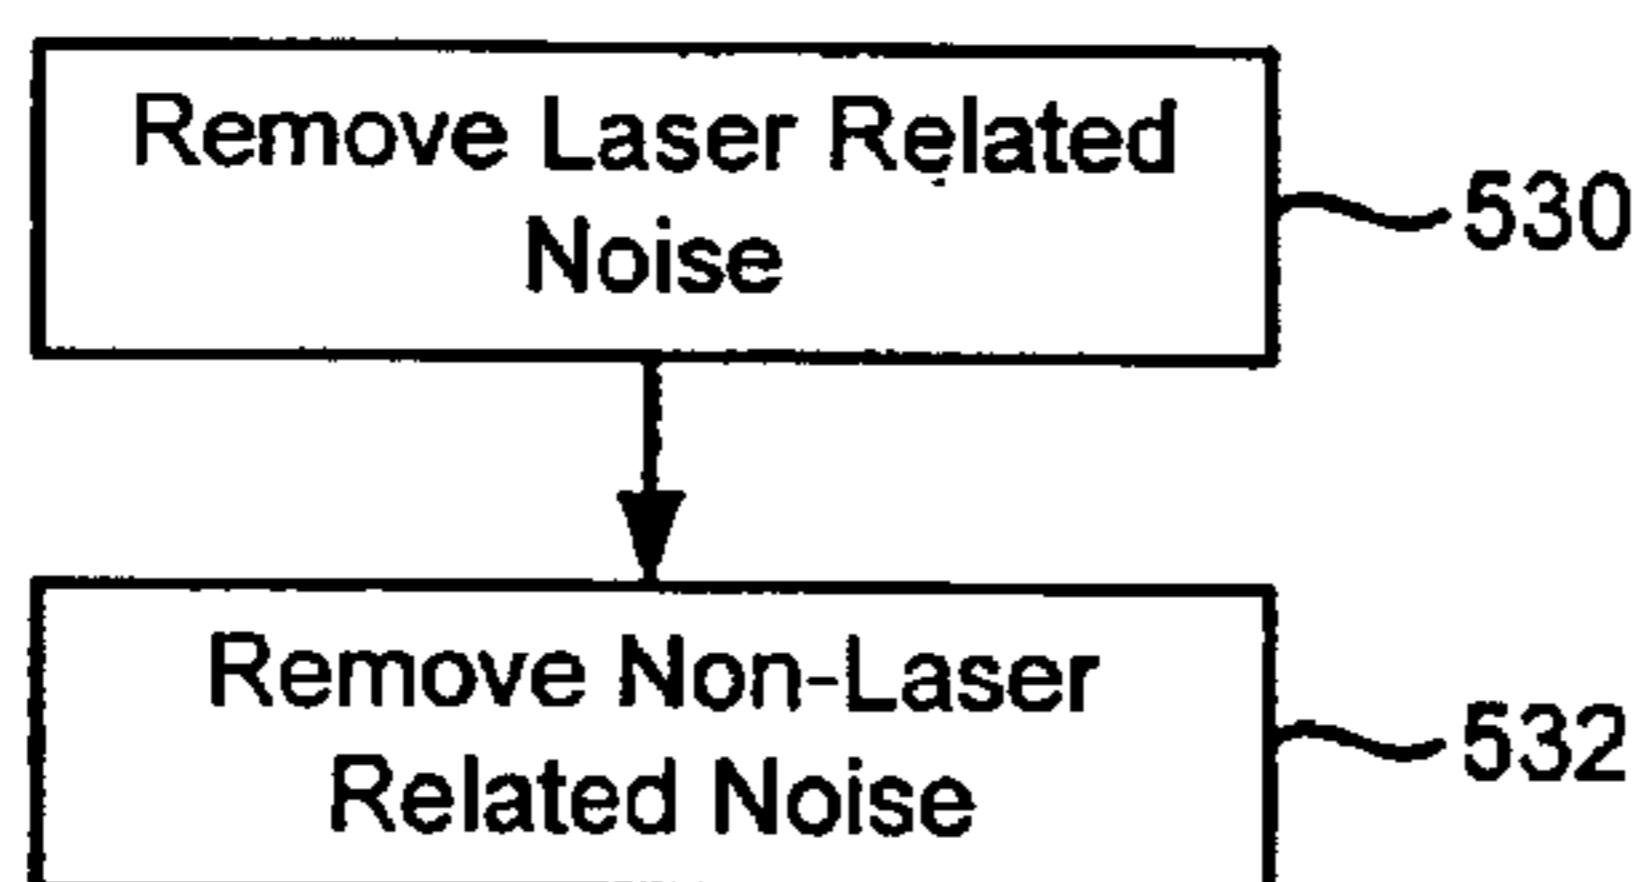 Remove Laser Related
Noise
530
Remove Non-Laser
Related Noise
532